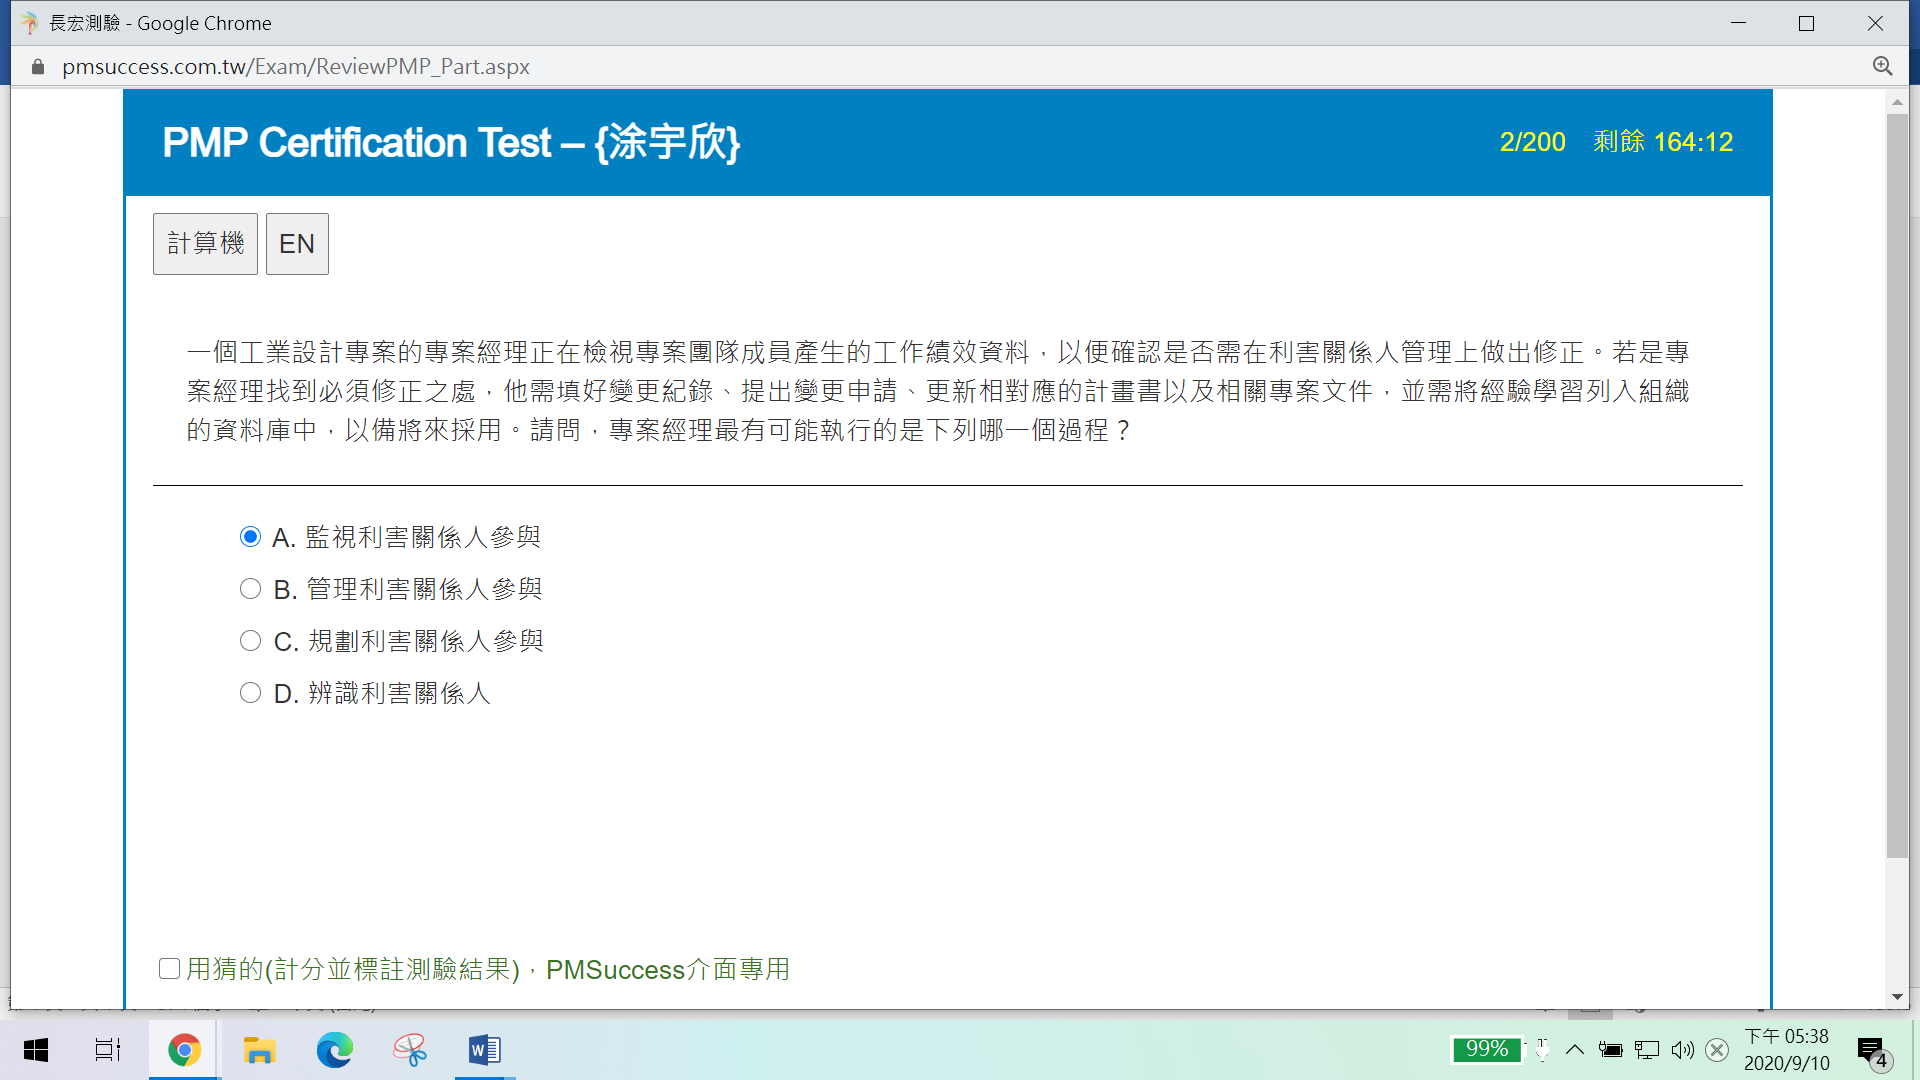 長宏測驗 - Google Chrome
pmsuccess.com.tw/Exam/ReviewPMP_Part.aspx
PMP Certification Test – {涂宇欣}
2/200 剩餘 164:12
計算機 EN
一個工業設計專案的專案經理正在檢視專案團隊成員產生的工作績效資料，以便確認是否需在利害關係人管理上做出修正。若是專
案經理找到必須修正之處，他需填好變更紀錄、提出變更申請、更新相對應的計畫書以及相關專案文件，並需將經驗學習列入組織
的資料庫中，以備將來採用。請問，專案經理最有可能執行的是下列哪一個過程？
A. 監視利害關係人參與
B. 管理利害關係人參與
C. 規劃利害關係人參與
D. 辨識利害關係人
用猜的(計分並標註測驗結果)，PMSuccess介面專用
99%
下午 05:38
2020/9/10
4